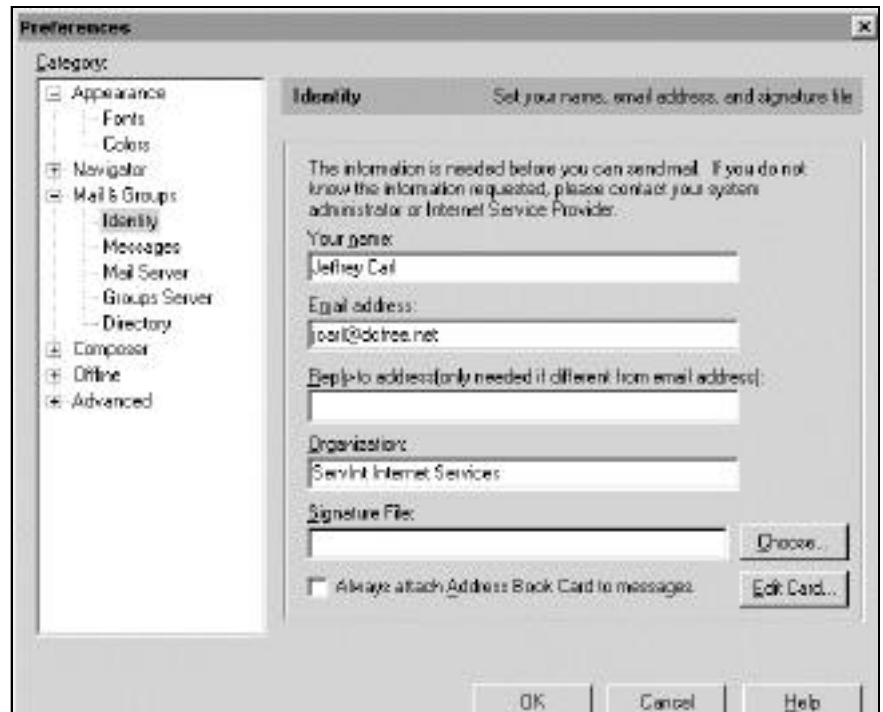 Preferences
Category:
Appearance
Fonts
Colors
Navigator
Mail & Groups
Identity
Messages
Mail Server
Groups Server
Directory
Composer
Offline
Advanced
Identity Set your name, email address, and signature file
The information is needed before you can send mail. If you do not
know the information requested, please contact your system
administrator or Internet Service Provider.
Your name:
Jeffrey Carl
Email address:
jcarl@dcfree.net
Reply-to address(only needed if different from email address):
Organization:
ServInt Internet Services
Signature File:
Choose...
Always attach Address Book Card to messages
Edit Card...
OK Cancel Help